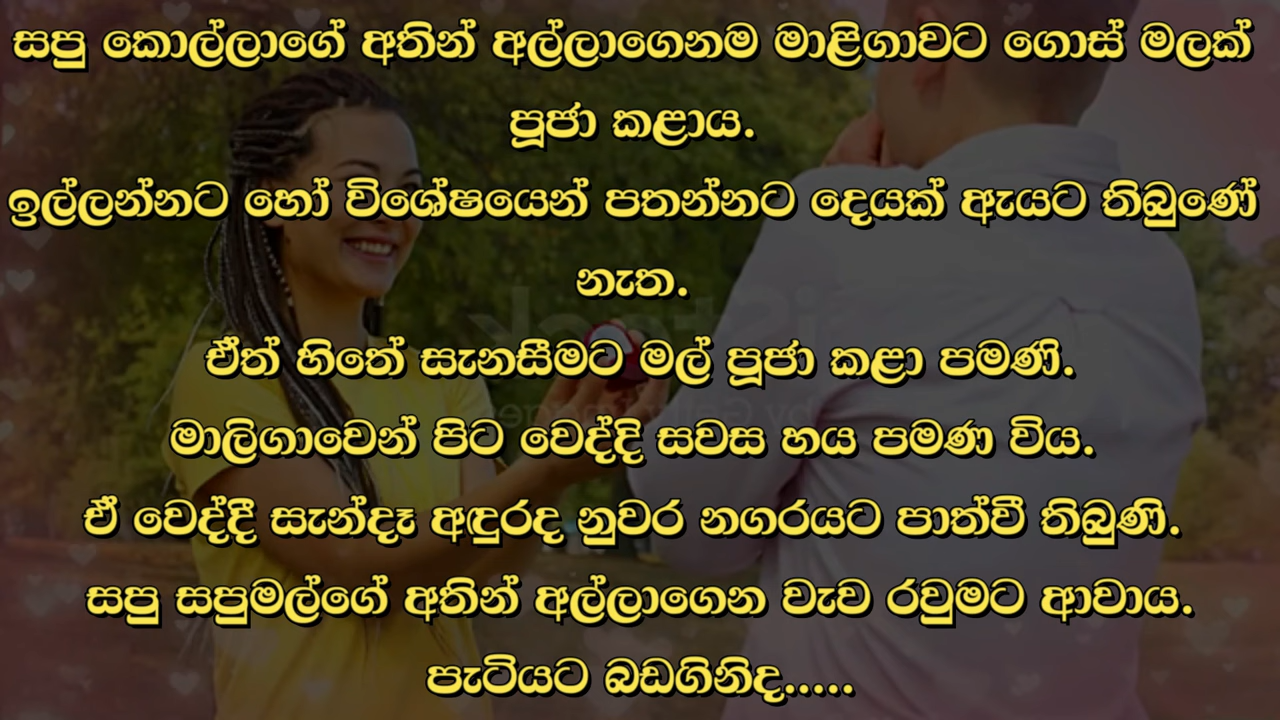 සපු කොල්ලාගේ අතින් අල්ලාගෙනම මාළිගාවට ගොස් මලක්
පූජා කළාය.
ඉල්ලන්නට හෝ විශේෂයෙන් පතන්නට දෙයක් ඇයට තිබුණේ
නැත.
ඒත් හිතේ සැනසීමට මල් පූජා කළා පමණි.
මාලිගාවෙන් පිට වෙද්දි සවස හය පමණ විය.
ඒ වෙද්දී සැන්දෑ අඳුරද නුවර නගරයට පාත්වී තිබුණි.
සපු සපුමල්ගේ අතින් අල්ලාගෙන වැව රවුමට ආවාය.
පැටියට බඩගිනිද.....